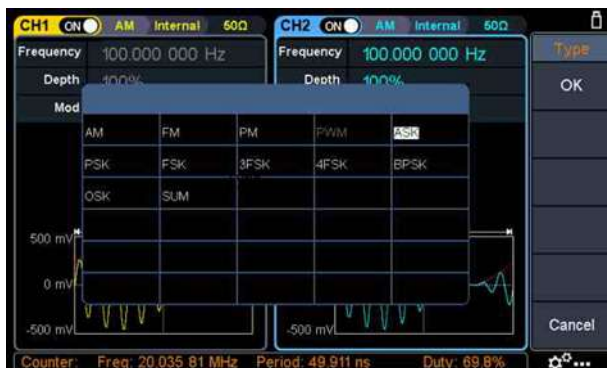 CH1 ON AM Internal 50Ω CH2 ON AM Internal 50Ω
Frequency 100.000 000 Hz Frequency 100.000 000 Hz Type
Depth 100% Depth 100% OK
Mod
AM FM PM PWM ASK
PSK FSK 3FSK 4FSK BPSK
OSK SUM
500 mV
0 mV
-500 mV -500 mV Cancel
Counter: Freq: 20.035 81 MHz Period: 49.911 ns Duty: 69.8%